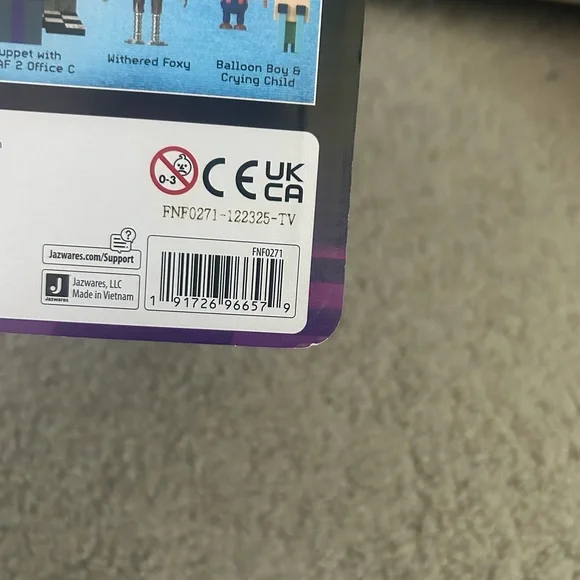 uppet with
AF 2 Office C
Withered Foxy
Balloon Boy &
Crying Child
0-3
CE
UK
CA
FNF0271-122325-TV
?
Jazwares.com/Support
J
Jazwares
Jazwares, LLC
Made in Vietnam
FNF0271
1 91726 96657 9